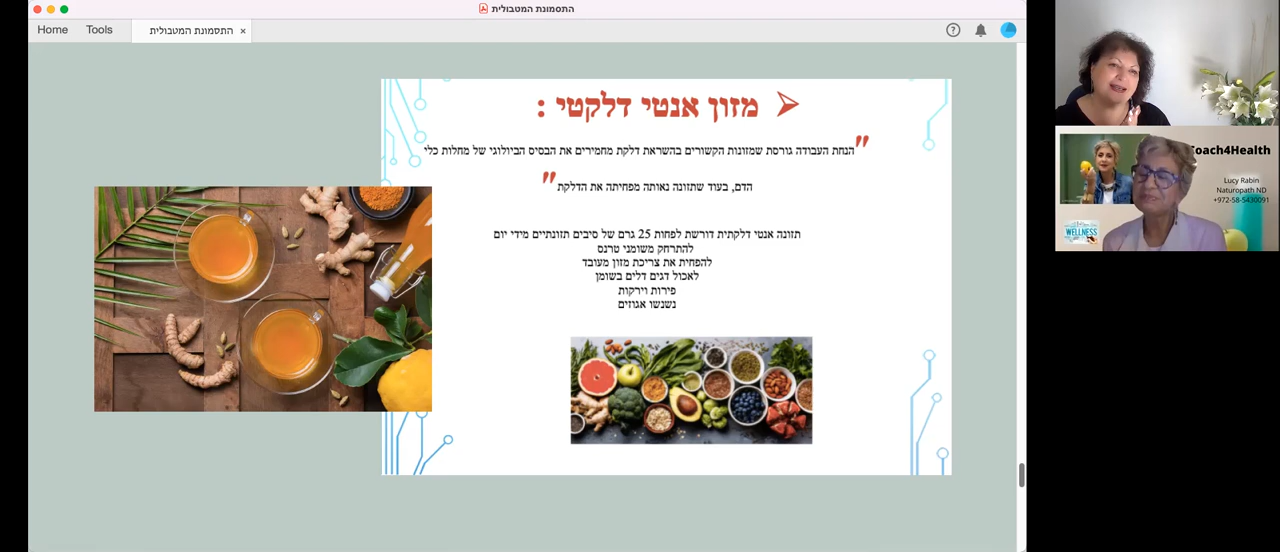 התסמונת המטבולית
Home
Tools
התסמונת המטבולית ×
מזון אנטי דלקטי :
"הנחת העבודה גורסת שמזונות הקשורים בהשראת דלקת מחמירים את הבסיס הביולוגי של מחלות כלי
הדם, בעוד שתזונה נאותה מפחיתה את הדלקת"
תזונה אנטי דלקתית דורשת לפחות 25 גרם של סיבים תזונתיים מידי יום
להתרחק משומני טרנס
להפחית את צריכת מזון מעובד
לאכול דגים דלים בשומן
פירות וירקות
נשנשו אגוזים
Coach4Health
Lucy Rabin
Naturopath ND
+972-58-5430091
WELLNESS